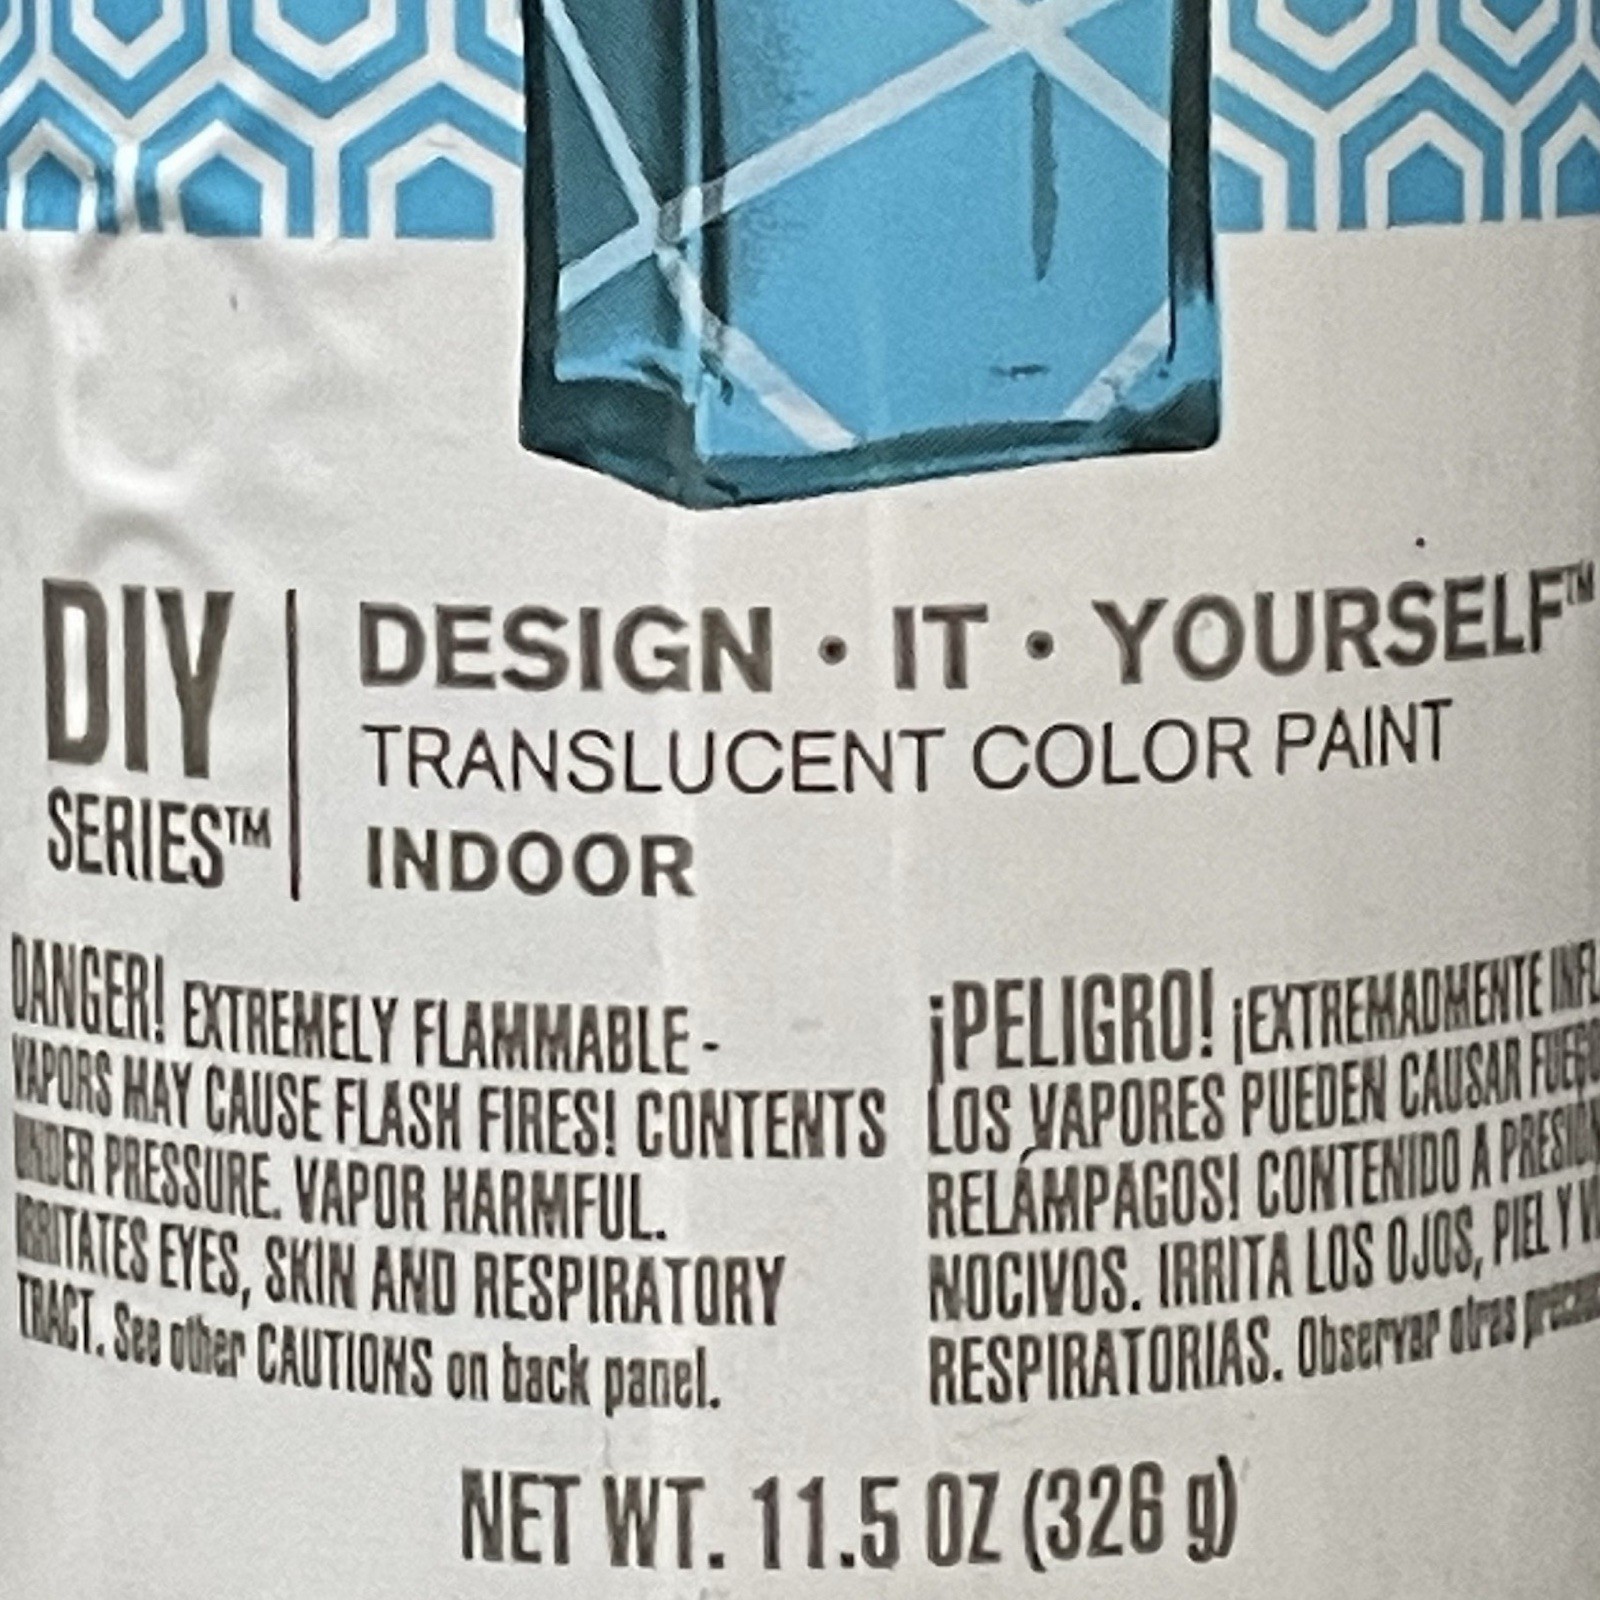 DIY
SERIES™
DESIGN • IT • YOURSELF™
TRANSLUCENT COLOR PAINT
INDOOR
DANGER! EXTREMELY FLAMMABLE -
VAPORS MAY CAUSE FLASH FIRES! CONTENTS
UNDER PRESSURE. VAPOR HARMFUL.
IRRITATES EYES, SKIN AND RESPIRATORY
TRACT. See other CAUTIONS on back panel.
¡PELIGRO! ¡EXTREMADMENTE
LOS VAPORES PUEDEN CAUSAR
RELÁMPAGOS! CONTENIDO A
NOCIVOS. IRRITA LOS OJOS, PIEL Y
RESPIRATORIAS. Observar otras
NET WT. 11.5 OZ (326 g)